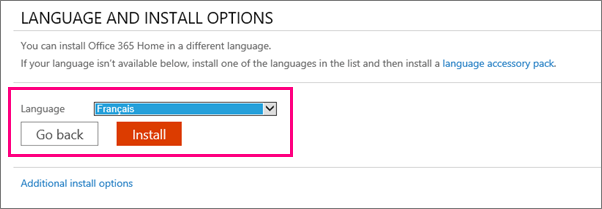 LANGUAGE AND INSTALL OPTIONS
You can install Office 365 Home in a different language.
If your language isn't available below, install one of the languages in the list and then install a language accessory pack.
Language Français
Go back Install
Additional install options